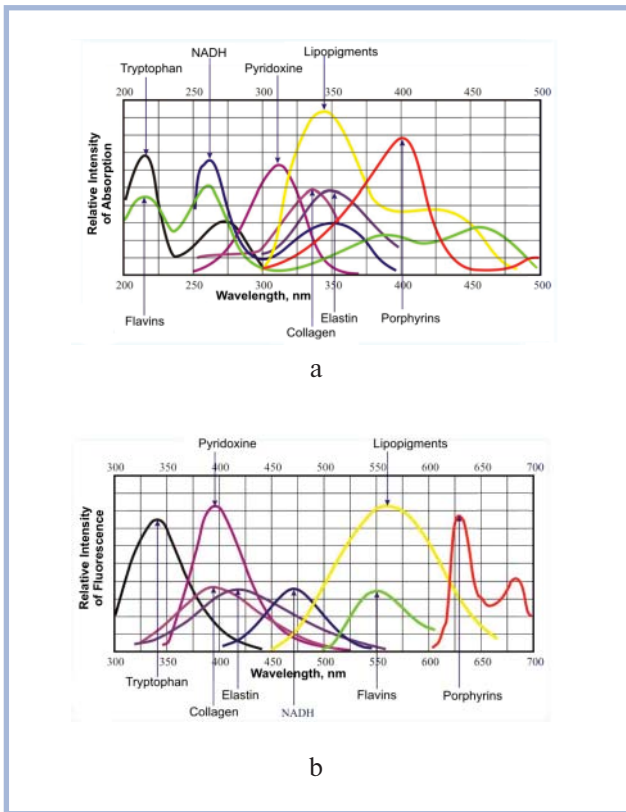 NADH Lipopigments
Tryptophan Pyridoxine
200 250 300 350 400 450 500
Relative Intensity
of Absorption
200 250 300 350 400 450 500
Wavelength, nm
Flavins Elastin Porphyrins
Collagen
a
Pyridoxine Lipopigments
300 350 400 450 500 550 600 650 700
Relative Intensity
of Fluorescence
300 350 400 450 500 550 600 650 700
Wavelength, nm
Tryptophan Elastin Flavins Porphyrins
Collagen NADH
b